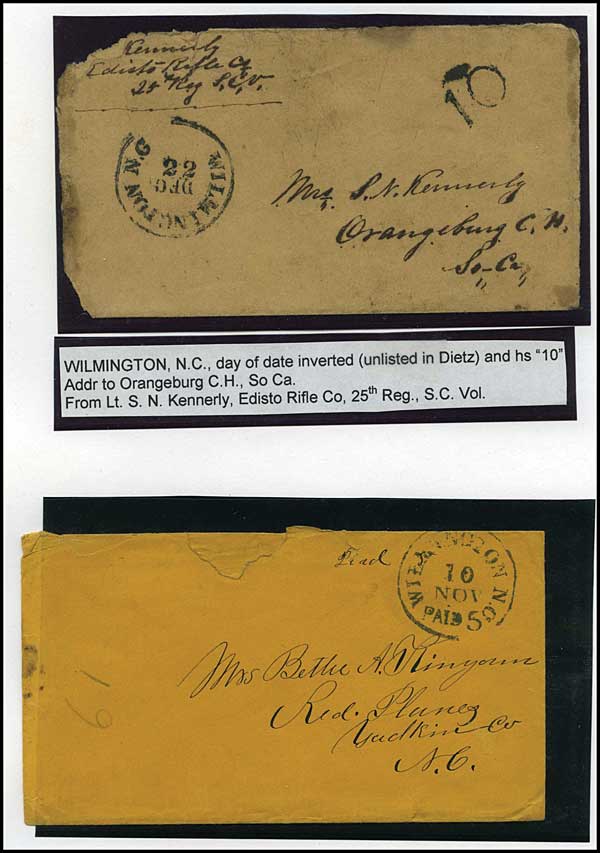 Kennerly
Edisto Rifle Co
25th Reg S.C.V.
10
WILMINGTON N.C
22
DEC
Mrs. S. N. Kennerly
Orangeburg C. H.
So-Ca
WILMINGTON, N.C., day of date inverted (unlisted in Dietz) and hs “10”
Addr to Orangeburg C.H., So Ca.
From Lt. S. N. Kennerly, Edisto Rifle Co, 25th Reg., S.C. Vol.
WILMINGTON N.C
10
NOV
PAID 5
Mrs Bettie A.
Red. Plains
Yadkin Co
N. C.
61